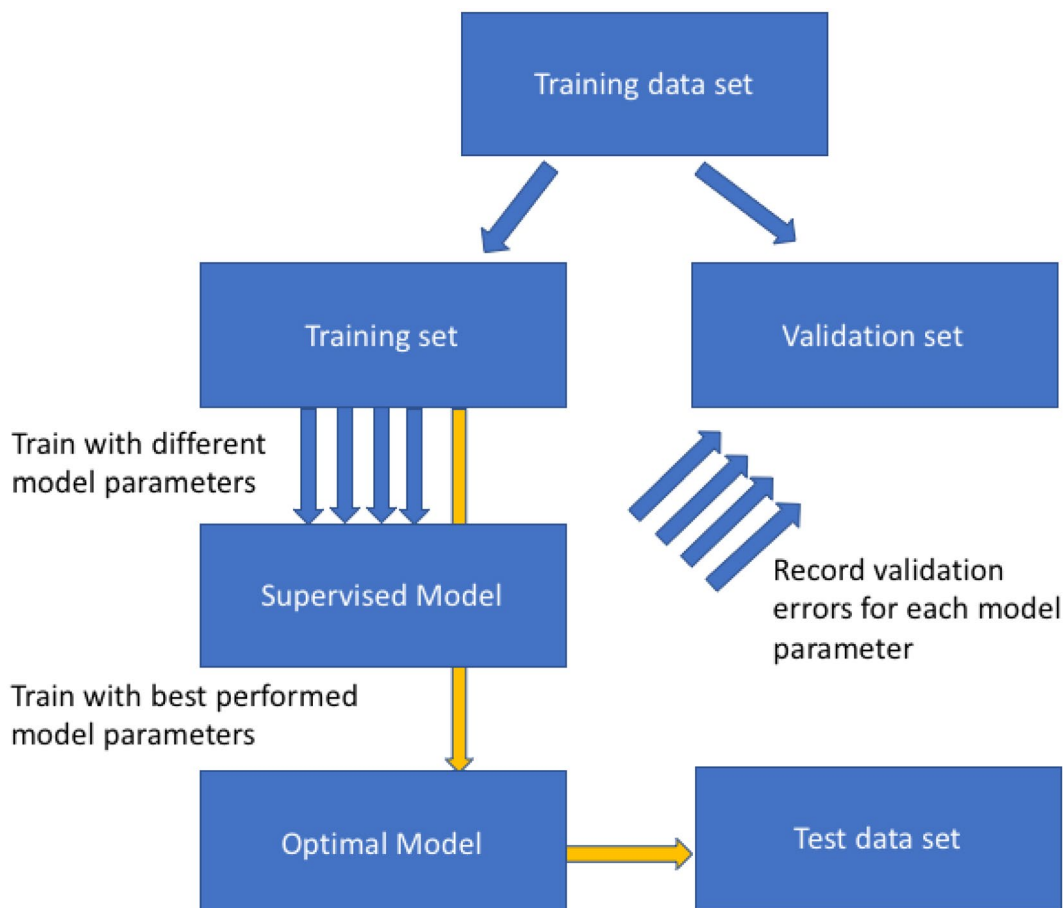 Training data set
Training set
Validation set
Train with different
model parameters
Supervised Model
Record validation
errors for each model
parameter
Train with best performed
model parameters
Optimal Model
Test data set